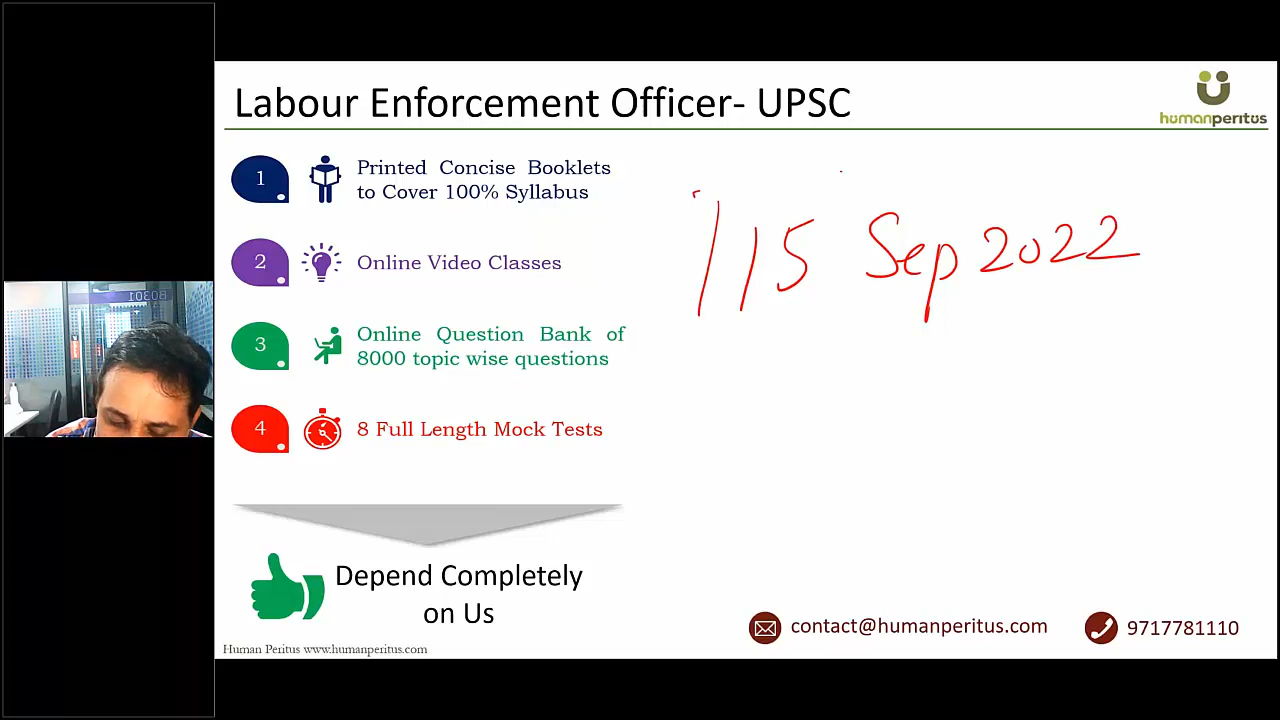 Labour Enforcement Officer- UPSC
humanperitus
1
Printed Concise Booklets
to Cover 100% Syllabus
2
Online Video Classes
3
Online Question Bank of
8000 topic wise questions
4
8 Full Length Mock Tests
15 Sep 2022
B0301
Depend Completely
on Us
contact@humanperitus.com
9717781110
Human Peritus www.humanperitus.com